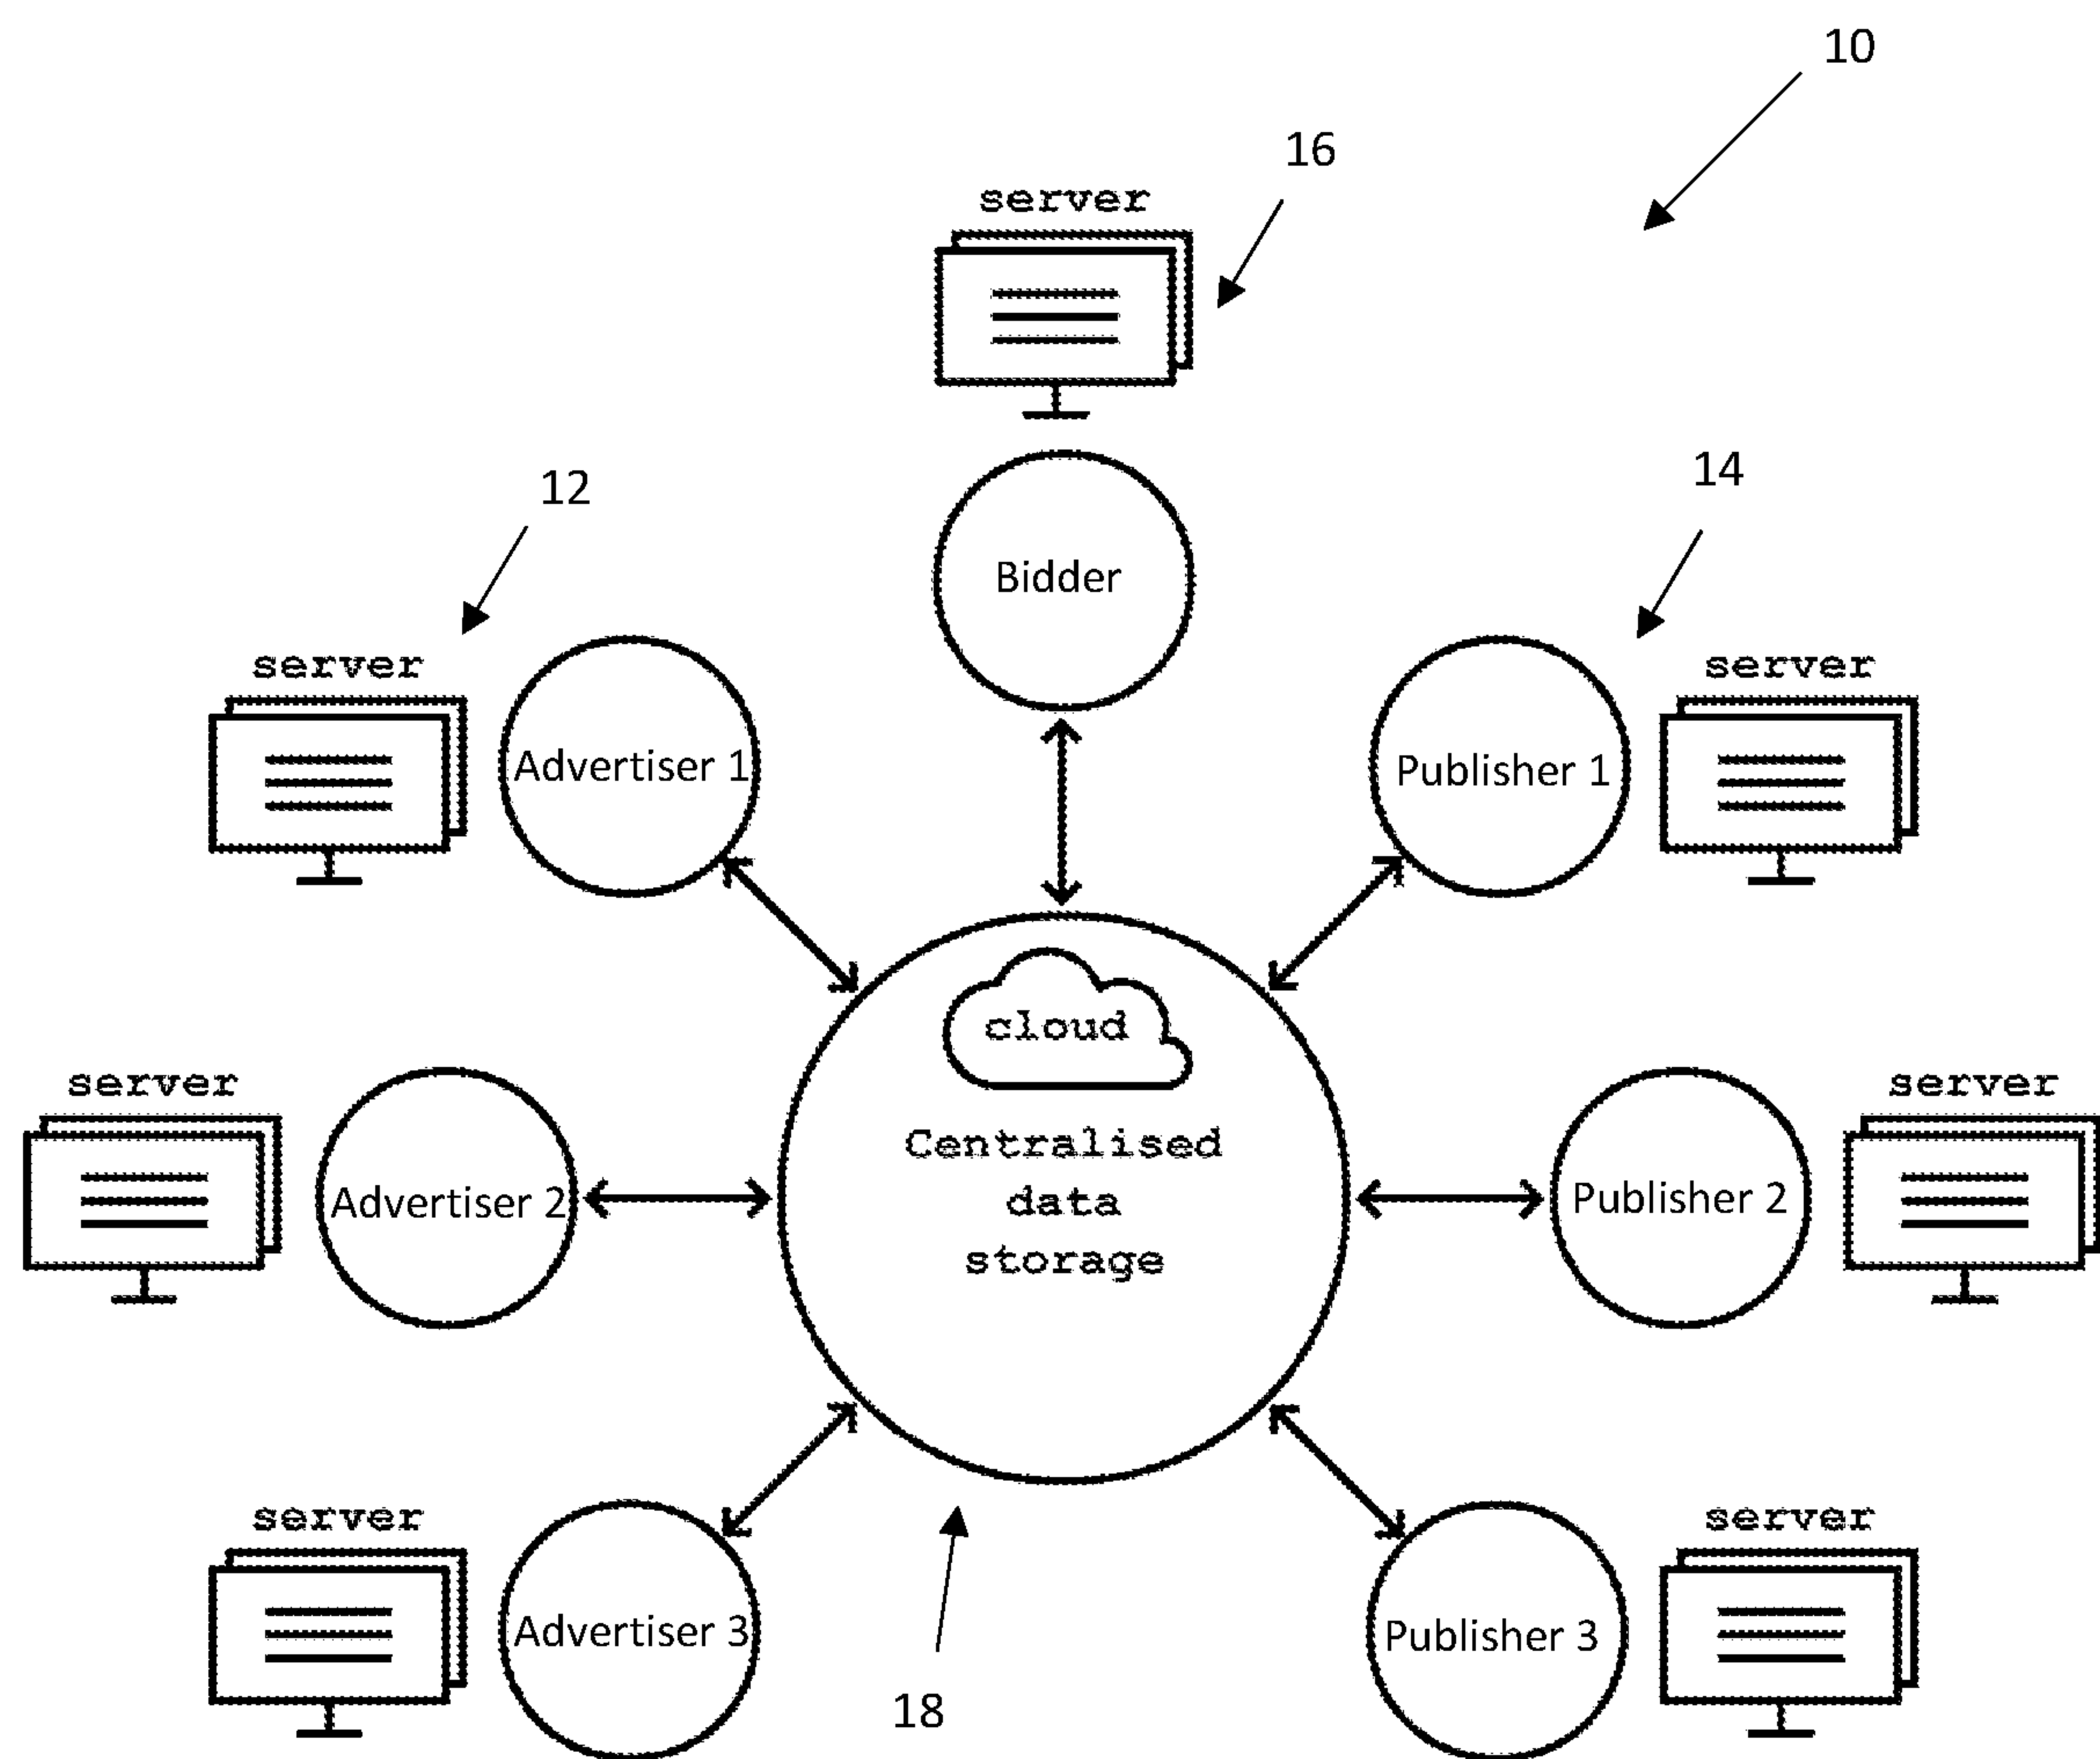 10
16
server
14
12
Bidder
server
server
Advertiser 1
Publisher 1
cloud
server
server
Centralised
data
storage
Advertiser 2
Publisher 2
server
server
Advertiser 3
Publisher 3
18